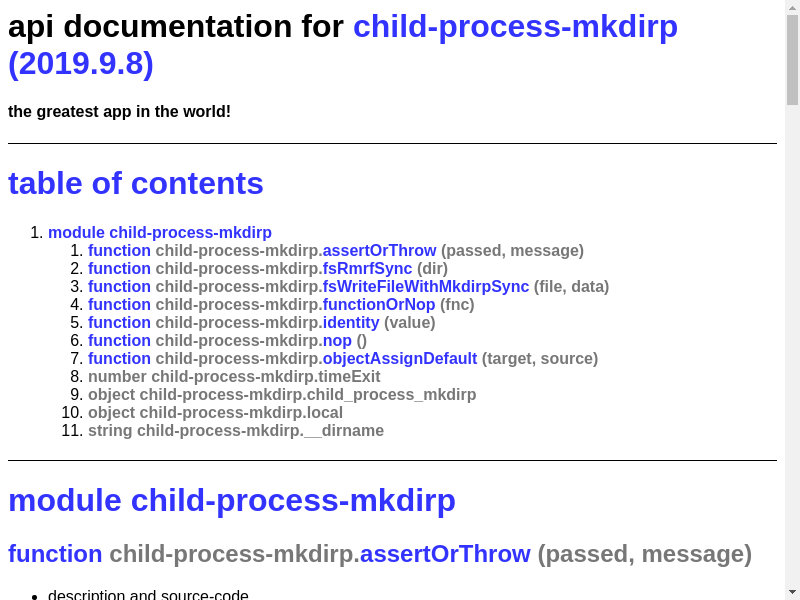 api documentation for child-process-mkdirp
(2019.9.8)
the greatest app in the world!
table of contents
1. module child-process-mkdirp
1. function child-process-mkdirp.assertOrThrow (passed, message)
2. function child-process-mkdirp.fsRmrfSync (dir)
3. function child-process-mkdirp.fsWriteFileWithMkdirpSync (file, data)
4. function child-process-mkdirp.functionOrNop (fnc)
5. function child-process-mkdirp.identity (value)
6. function child-process-mkdirp.nop ()
7. function child-process-mkdirp.objectAssignDefault (target, source)
8. number child-process-mkdirp.timeExit
9. object child-process-mkdirp.child_process_mkdirp
10. object child-process-mkdirp.local
11. string child-process-mkdirp.__dirname
module child-process-mkdirp
function child-process-mkdirp.assertOrThrow (passed, message)
• description and source-code